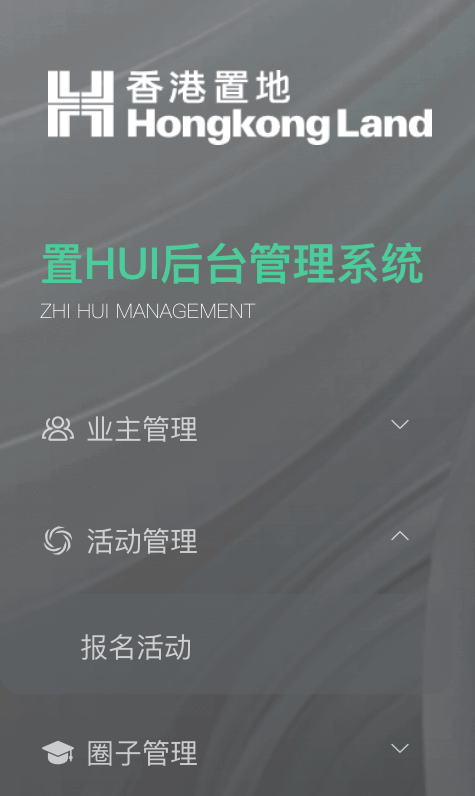 香港置地
Hongkong Land
置HUI后台管理系统
ZHI HUI MANAGEMENT
业主管理
活动管理
报名活动
圈子管理